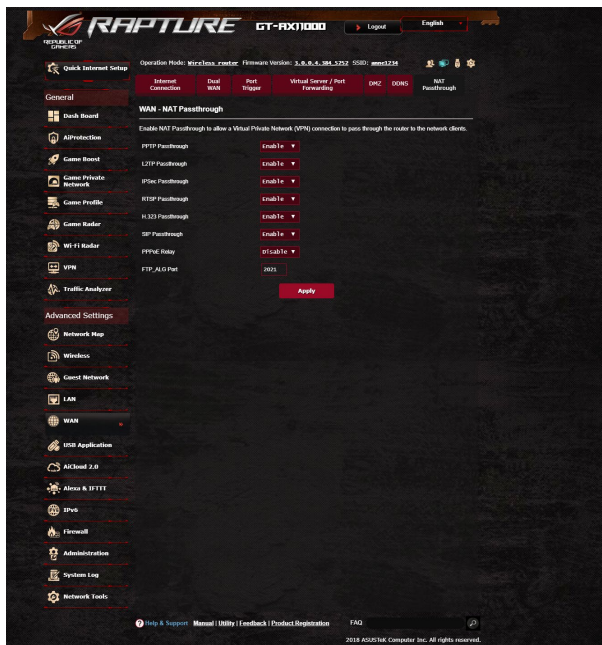 REPUBLIC OF GAMERS
RAPTURE GT-AX11000 Logout English
Quick Internet Setup
Operation Mode: Wireless router Firmware Version: 3.0.0.4.384_5252 SSID: amne1234
Internet Connection Dual WAN Port Trigger Virtual Server / Port Forwarding DMZ DDNS NAT Passthrough
General
Dash Board
AiProtection
Game Boost
Game Private Network
Game Profile
Game Radar
Wi-Fi Radar
VPN
Traffic Analyzer
Advanced Settings
Network Map
Wireless
Guest Network
LAN
WAN
USB Application
AiCloud 2.0
Alexa & IFTTT
IPv6
Firewall
Administration
System Log
Network Tools
WAN - NAT Passthrough
Enable NAT Passthrough to allow a Virtual Private Network (VPN) connection to pass through the router to the network clients.
PPTP Passthrough Enable
L2TP Passthrough Enable
IPSec Passthrough Enable
RTSP Passthrough Enable
H.323 Passthrough Enable
SIP Passthrough Enable
PPPoE Relay Disable
FTP_ALG Port 2021
Apply
Help & Support Manual | Utility | Feedback | Product Registration FAQ
2018 ASUSTeK Computer Inc. All rights reserved.